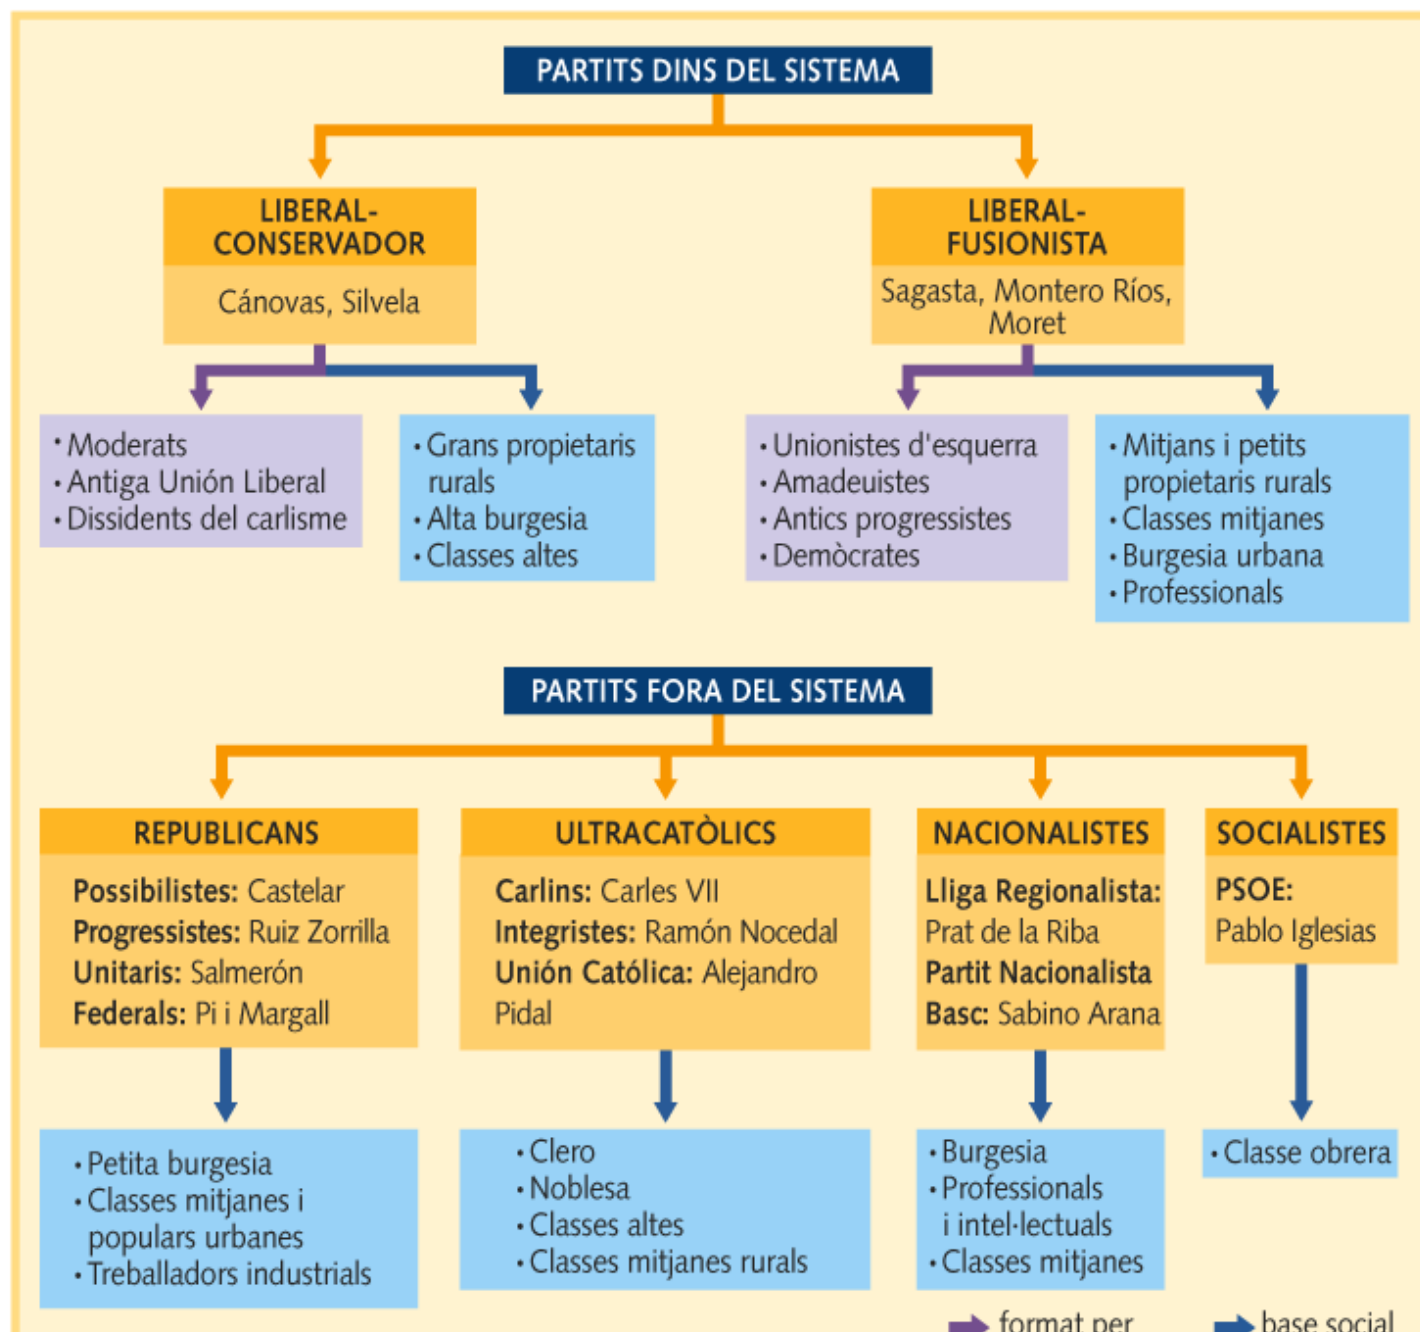 PARTITS DINS DEL SISTEMA
LIBERAL-
CONSERVADOR
Cánovas, Silvela
LIBERAL-
FUSIONISTA
Sagasta, Montero Ríos,
Moret
• Moderats
• Antiga Unión Liberal
• Dissidents del carlisme
• Grans propietaris
rurals
• Alta burgesia
• Classes altes
• Unionistes d'esquerra
• Amadeuistes
• Antics progressistes
• Demòcrates
• Mitjans i petits
propietaris rurals
• Classes mitjanes
• Burgesia urbana
• Professionals
PARTITS FORA DEL SISTEMA
REPUBLICANS
Possibilistes: Castelar
Progressistes: Ruiz Zorrilla
Unitaris: Salmerón
Federals: Pi i Margall
ULTRACATÒLICS
Carlins: Carles VII
Integristes: Ramón Nocedal
Unión Católica: Alejandro
Pidal
NACIONALISTES
Lliga Regionalista:
Prat de la Riba
Partit Nacionalista
Basc: Sabino Arana
SOCIALISTES
PSOE:
Pablo Iglesias
• Petita burgesia
• Classes mitjanes i
populars urbanes
• Treballadors industrials
• Clero
• Noblesa
• Classes altes
• Classes mitjanes rurals
• Burgesia
• Professionals
i intel·lectuals
• Classes mitjanes
• Classe obrera
format per
base social